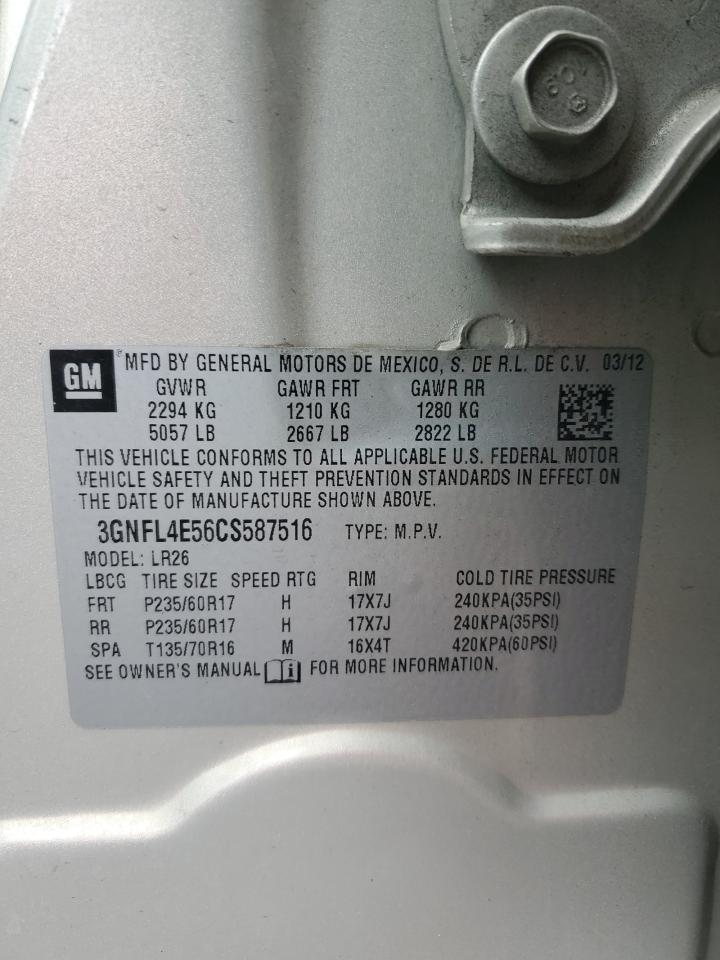 GM ® MFD BY GENERAL MOTORS DE MEXICO, S. DE R.L. DE C.V. 03/12
GVWR GAWR FRT GAWR RR
2294 KG 1210 KG 1280 KG
5057 LB 2667 LB 2822 LB
THIS VEHICLE CONFORMS TO ALL APPLICABLE U.S. FEDERAL MOTOR
VEHICLE SAFETY AND THEFT PREVENTION STANDARDS IN EFFECT ON
THE DATE OF MANUFACTURE SHOWN ABOVE.
3GNFL4E56CS587516 TYPE: M.P.V.
MODEL: LR26
LBCG TIRE SIZE SPEED RTG RIM COLD TIRE PRESSURE
FRT P235/60R17 H 17X7J 240KPA(35PSI)
RR P235/60R17 H 17X7J 240KPA(35PSI)
SPA T135/70R16 M 16X4T 420KPA(60PSI)
SEE OWNER'S MANUAL i FOR MORE INFORMATION.